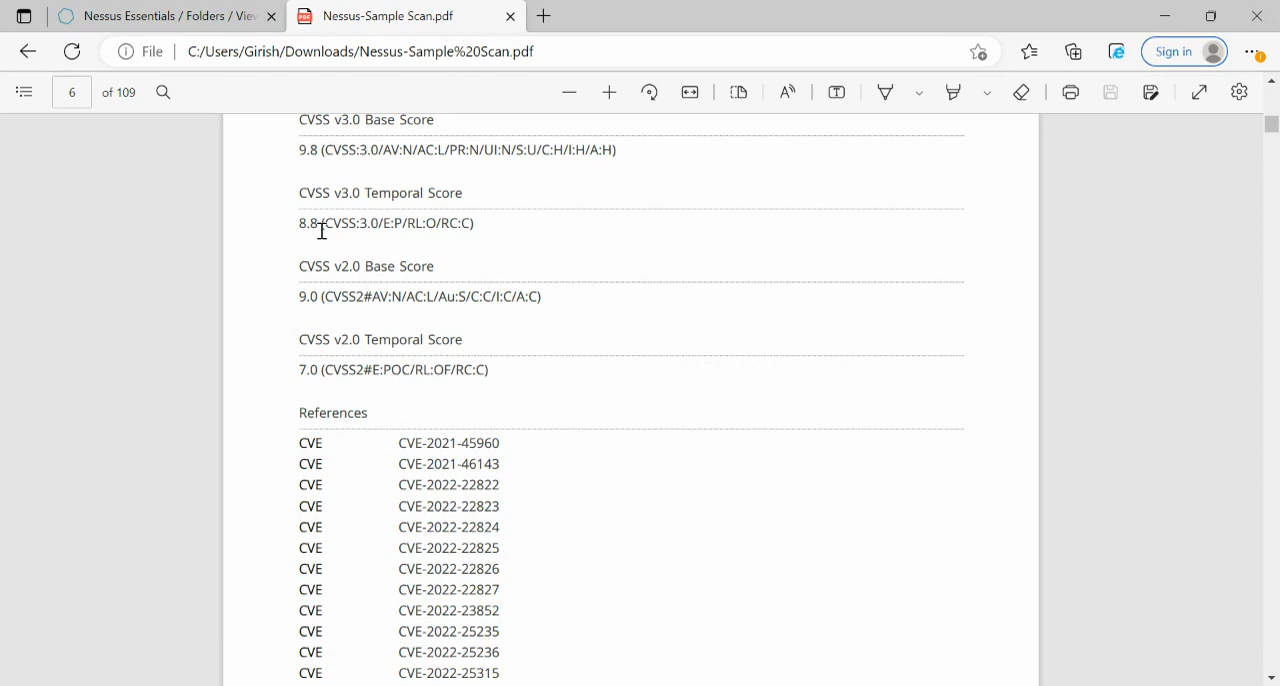 Nessus Essentials / Folders / View
Nessus-Sample Scan.pdf
File
C:/Users/Girish/Downloads/Nessus-Sample%20Scan.pdf
Sign in
6 of 109
CVSS v3.0 Base Score
9.8 (CVSS:3.0/AV:N/AC:L/PR:N/UI:N/S:U/C:H/I:H/A:H)
CVSS v3.0 Temporal Score
8.8 (CVSS:3.0/E:P/RL:O/RC:C)
CVSS v2.0 Base Score
9.0 (CVSS2#AV:N/AC:L/Au:S/C:C/I:C/A:C)
CVSS v2.0 Temporal Score
7.0 (CVSS2#E:POC/RL:OF/RC:C)
References
CVE CVE-2021-45960
CVE CVE-2021-46143
CVE CVE-2022-22822
CVE CVE-2022-22823
CVE CVE-2022-22824
CVE CVE-2022-22825
CVE CVE-2022-22826
CVE CVE-2022-22827
CVE CVE-2022-23852
CVE CVE-2022-25235
CVE CVE-2022-25236
CVE CVE-2022-25315